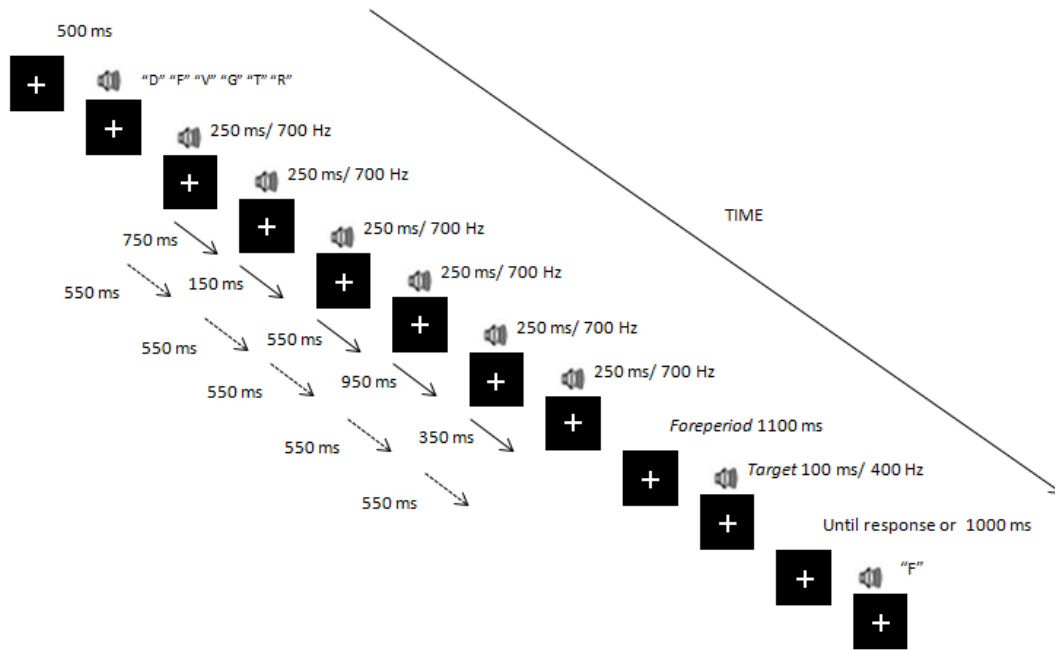 500 ms
“D” “F” “V” “G” “T” “R”
250 ms/ 700 Hz
250 ms/ 700 Hz
250 ms/ 700 Hz
250 ms/ 700 Hz
250 ms/ 700 Hz
250 ms/ 700 Hz
TIME
750 ms
150 ms
550 ms
950 ms
350 ms
550 ms
550 ms
550 ms
550 ms
550 ms
Foreperiod 1100 ms
Target 100 ms/ 400 Hz
Until response or 1000 ms
“F”